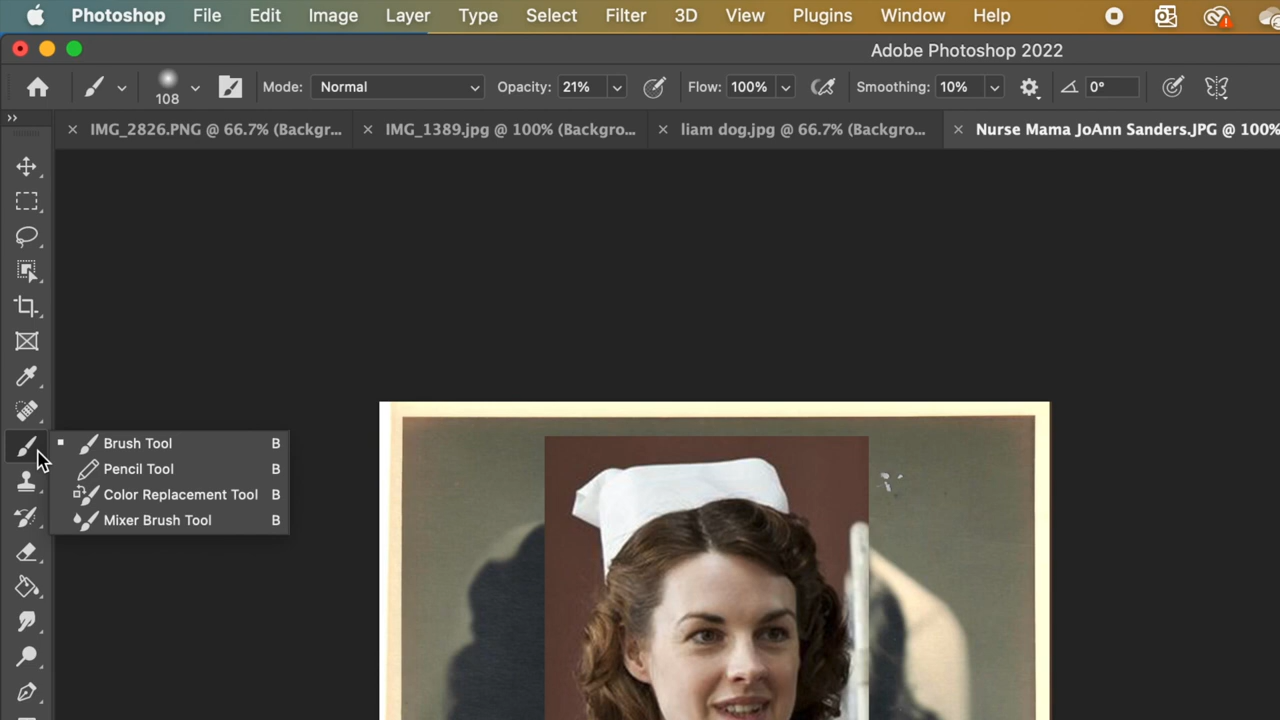 Photoshop File Edit Image Layer Type Select Filter 3D View Plugins Window Help
Adobe Photoshop 2022
108 Mode: Normal Opacity: 21% Flow: 100% Smoothing: 10% 0°
IMG_2826.PNG @ 66.7% (Backgr... IMG_1389.jpg @ 100% (Backgro... liam dog.jpg @ 66.7% (Backgro... Nurse Mama JoAnn Sanders.JPG @ 100%
Brush Tool B
Pencil Tool B
Color Replacement Tool B
Mixer Brush Tool B